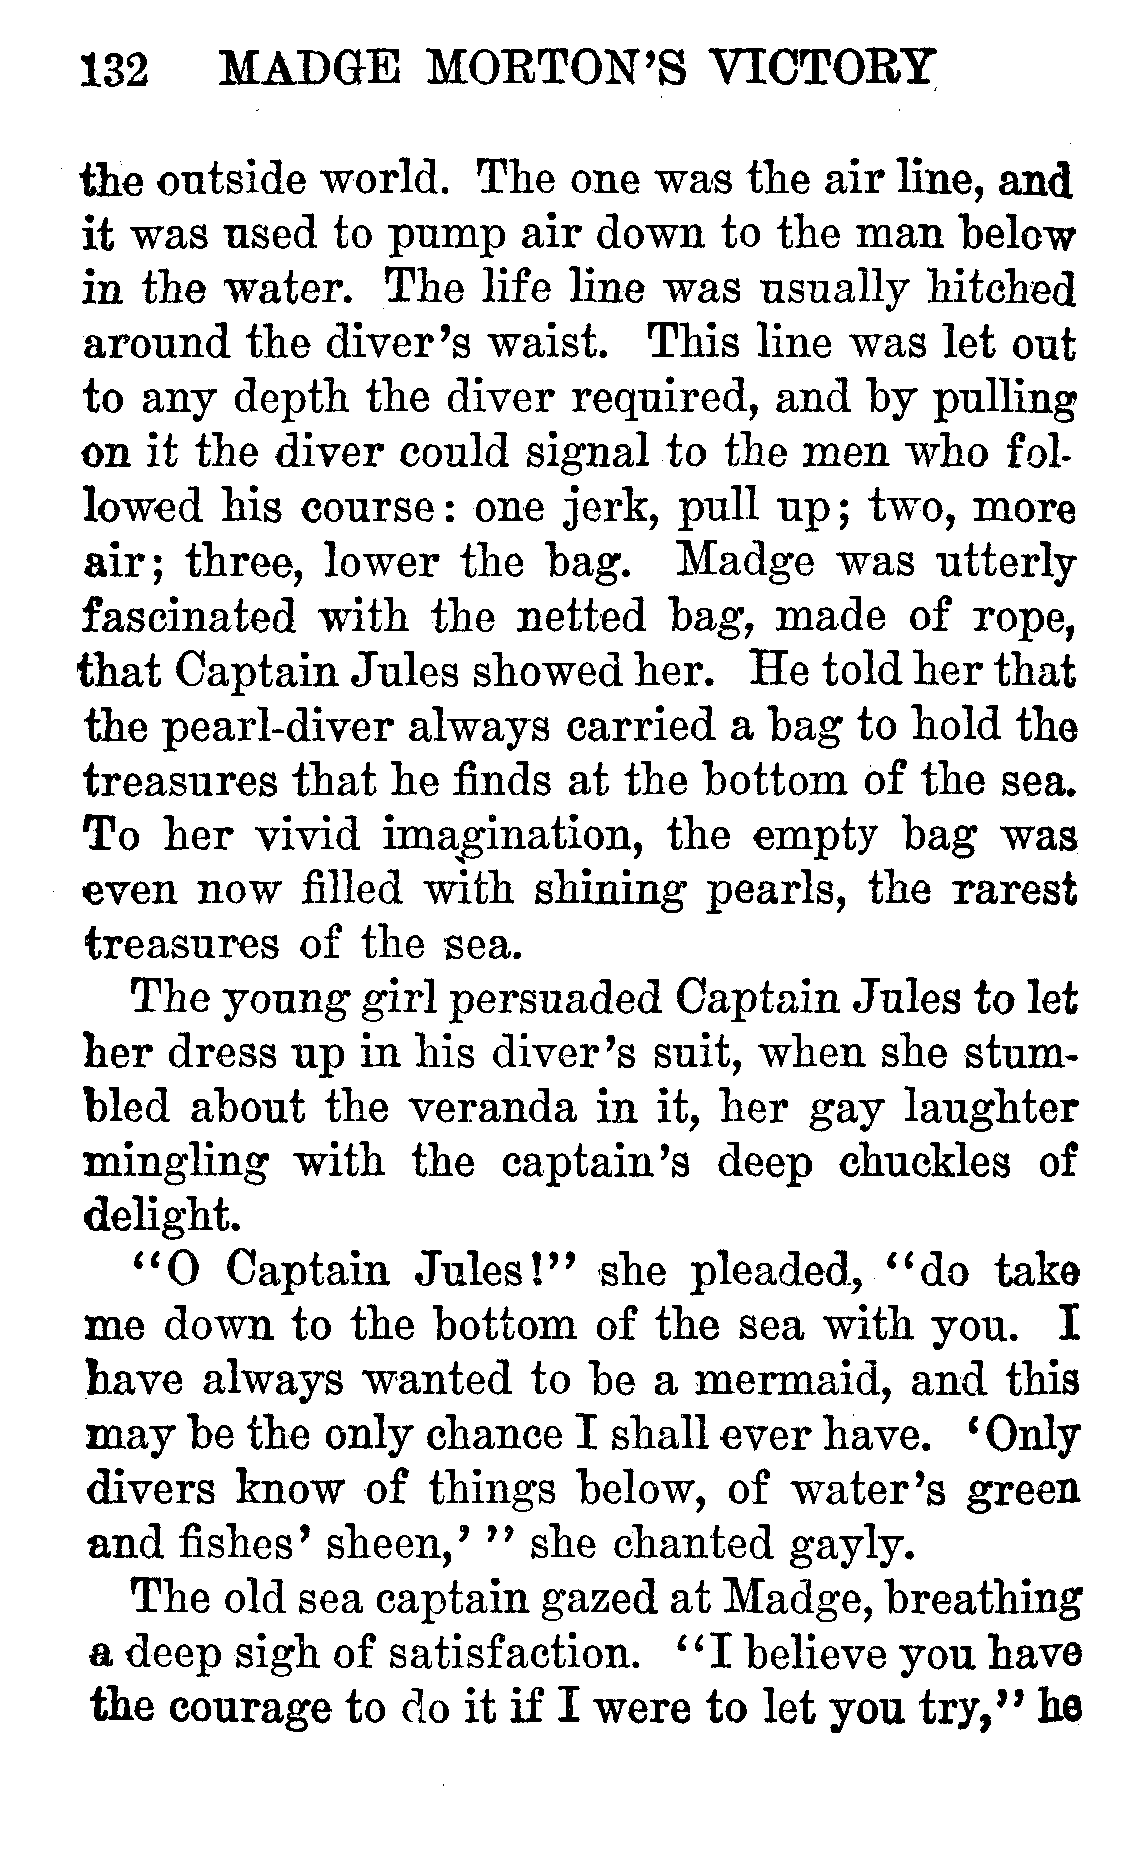 132 MADGE MORTON'S VICTORY
the outside world. The one was the air line, and
it was used to pump air down to the man below
in the water. The life line was usually hitched
around the diver's waist. This line was let out
to any depth the diver required, and by pulling
on it the diver could signal to the men who fol-
lowed his course: one jerk, pull up; two, more
air; three, lower the bag. Madge was utterly
fascinated with the netted bag, made of rope,
that Captain Jules showed her. He told her that
the pearl-diver always carried a bag to hold the
treasures that he finds at the bottom of the sea.
To her vivid imagination, the empty bag was
even now filled with shining pearls, the rarest
treasures of the sea.
The young girl persuaded Captain Jules to let
her dress up in his diver's suit, when she stum-
bled about the veranda in it, her gay laughter
mingling with the captain's deep chuckles of
delight.
"O Captain Jules!" she pleaded, "do take
me down to the bottom of the sea with you. I
have always wanted to be a mermaid, and this
may be the only chance I shall ever have. 'Only
divers know of things below, of water's green
and fishes' sheen,' " she chanted gayly.
The old sea captain gazed at Madge, breathing
a deep sigh of satisfaction. "I believe you have
the courage to do it if I were to let you try," he